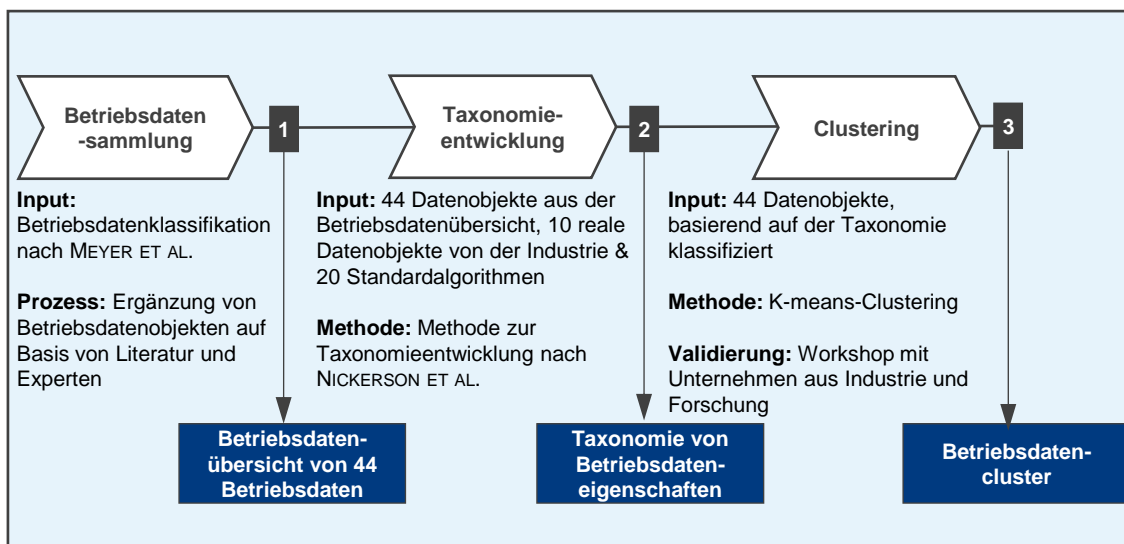 Betriebsdaten
-sammlung
1
Taxonomie-
entwicklung
2
Clustering
3
Input:
Betriebsdatenklassifikation
nach MEYER ET AL.
Prozess: Ergänzung von
Betriebsdatenobjekten auf
Basis von Literatur und
Experten
Input: 44 Datenobjekte aus der
Betriebsdatenübersicht, 10 reale
Datenobjekte von der Industrie &
20 Standardalgorithmen
Methode: Methode zur
Taxonomieentwicklung nach
NICKERSON ET AL.
Input: 44 Datenobjekte,
basierend auf der Taxonomie
klassifiziert
Methode: K-means-Clustering
Validierung: Workshop mit
Unternehmen aus Industrie und
Forschung
Betriebsdaten-
übersicht von 44
Betriebsdaten
Taxonomie von
Betriebsdaten-
eigenschaften
Betriebsdaten-
cluster